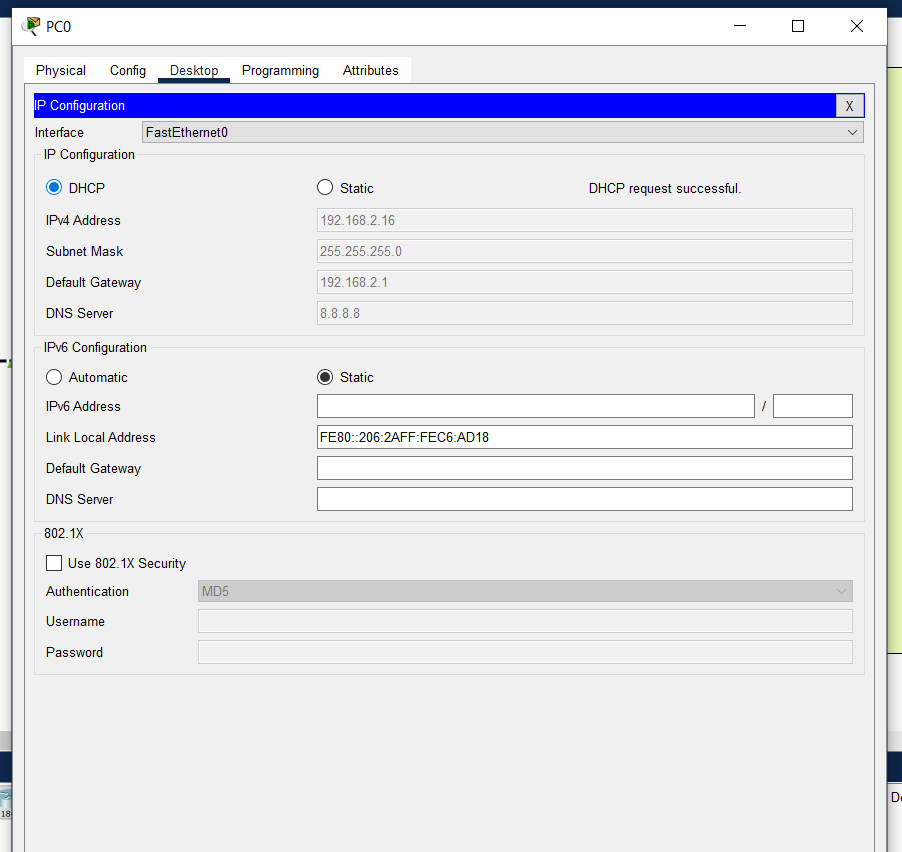 PC0
Physical Config Desktop Programming Attributes
IP Configuration X
Interface FastEthernet0
IP Configuration
DHCP Static DHCP request successful.
IPv4 Address 192.168.2.16
Subnet Mask 255.255.255.0
Default Gateway 192.168.2.1
DNS Server 8.8.8.8
IPv6 Configuration
Automatic Static
IPv6 Address /
Link Local Address FE80::206:2AFF:FEC6:AD18
Default Gateway
DNS Server
802.1X
Use 802.1X Security
Authentication MD5
Username
Password